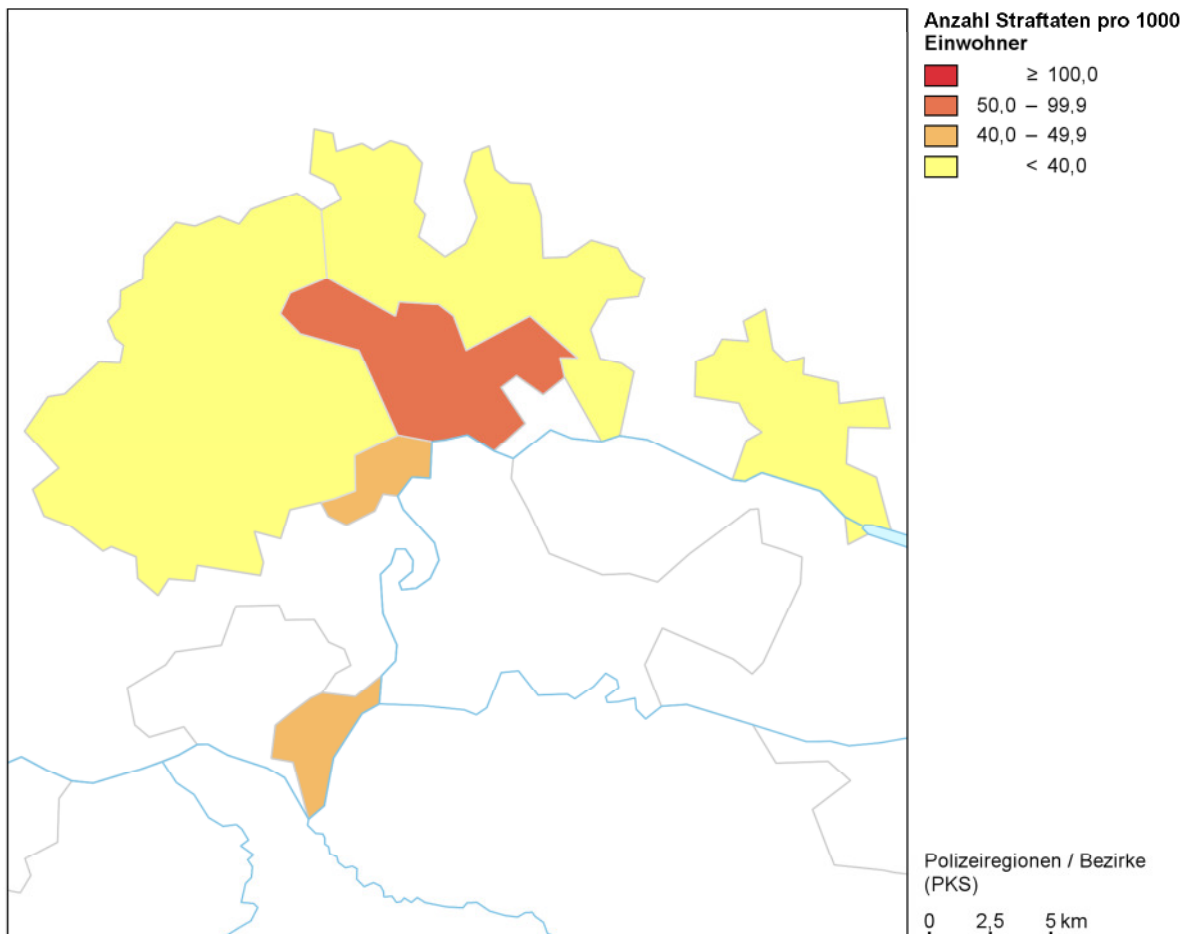 Anzahl Straftaten pro 1000
Einwohner
≥ 100,0
50,0 – 99,9
40,0 – 49,9
< 40,0
Polizeiregionen / Bezirke
(PKS)
0 2,5 5 km